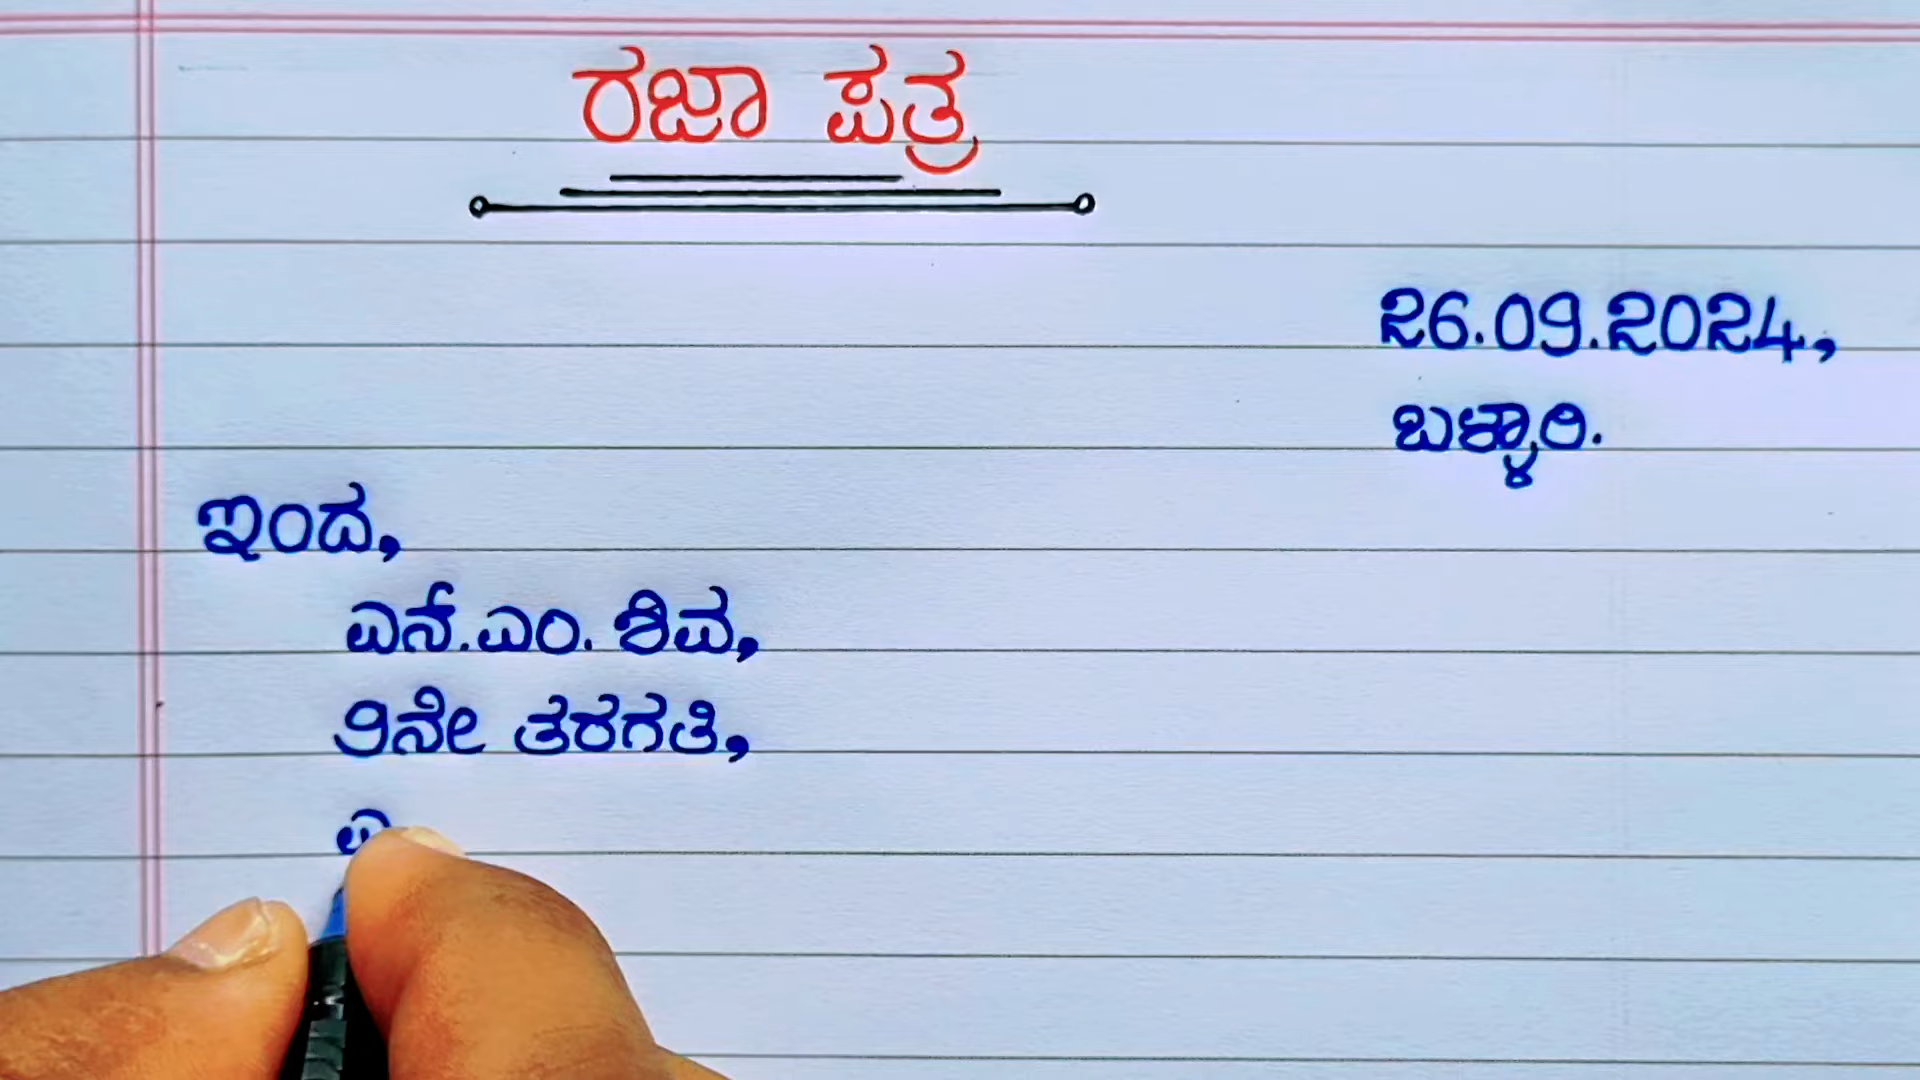 ರಜಾ ಪತ್ರ
26.09.2024,
ಬಳ್ಳಾರಿ.
ಇಂದ,
ಎನ್.ಎಂ. ಶಿವ,
9ನೇ ತರಗತಿ,